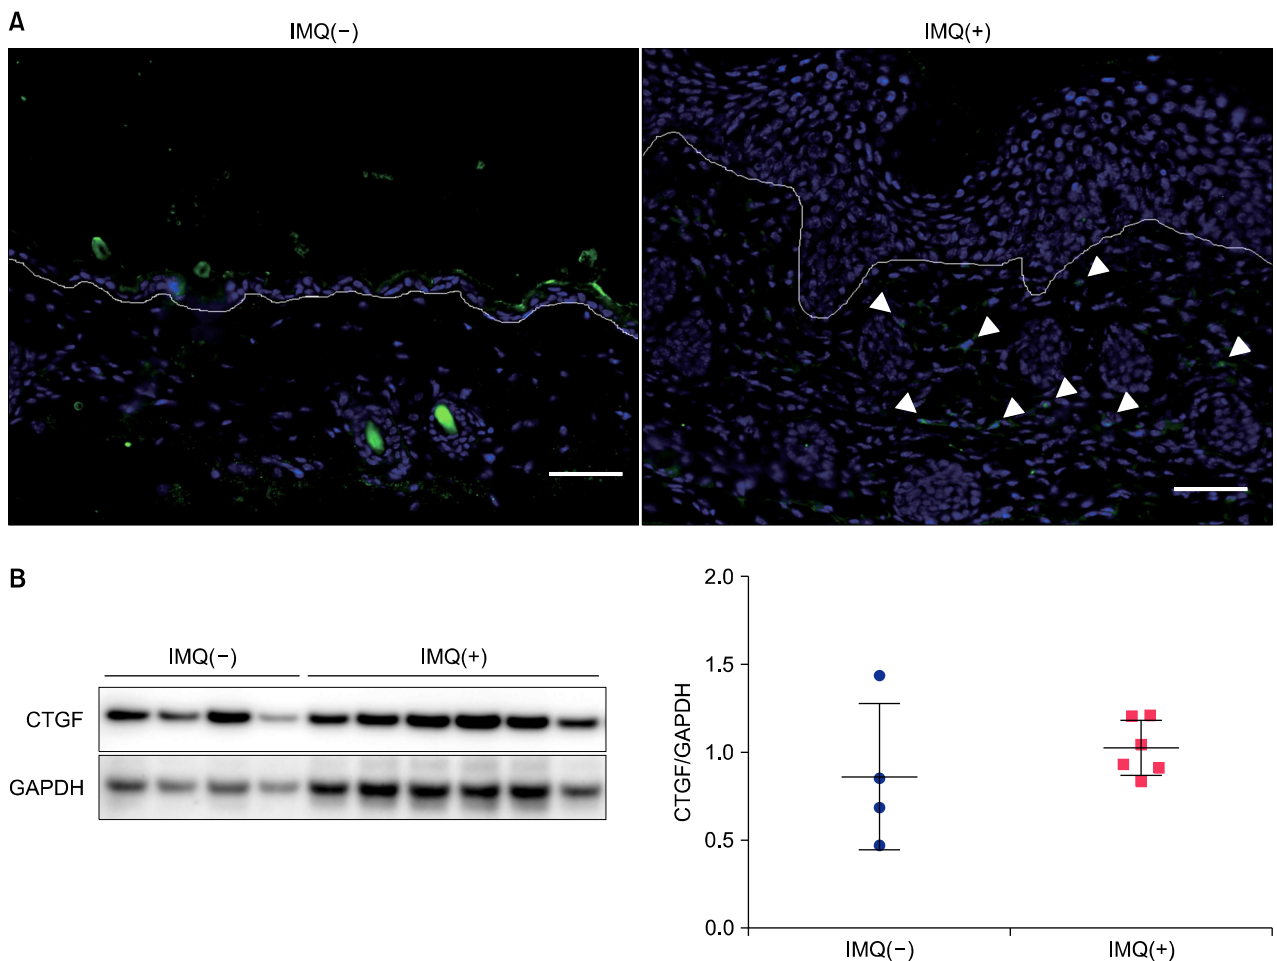 A
IMQ(−)
IMQ(+)
B
IMQ(−)
IMQ(+)
CTGF
GAPDH
CTGF/GAPDH
2.0
1.5
1.0
0.5
0.0
IMQ(−)
IMQ(+)